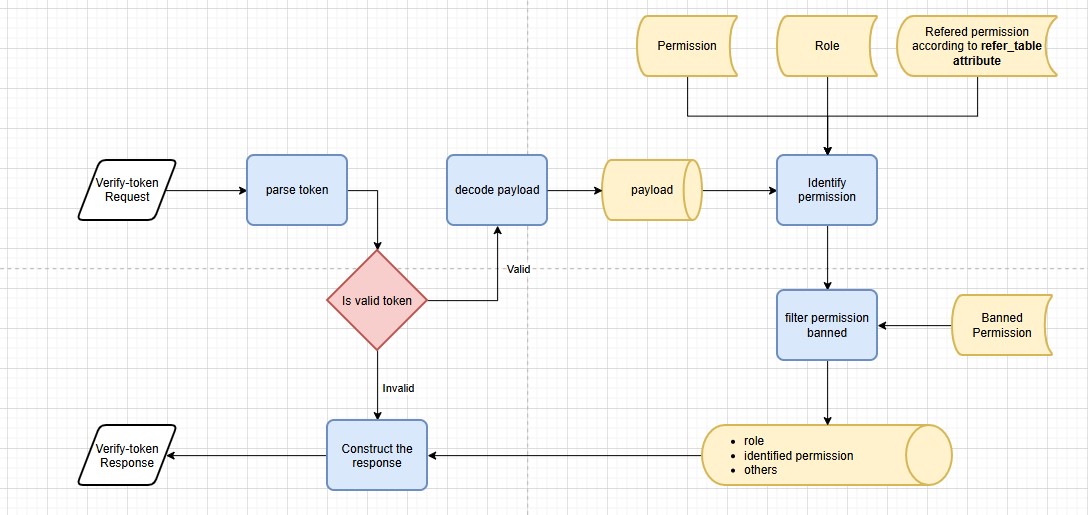 Permission
Role
Refered permission
according to refer_table
attribute
Verify-token
Request
parse token
decode payload
payload
Identify
permission
Is valid token
Valid
filter permission
banned
Banned
Permission
Invalid
Verify-token
Response
Construct the
response
• role
• identified permission
• others